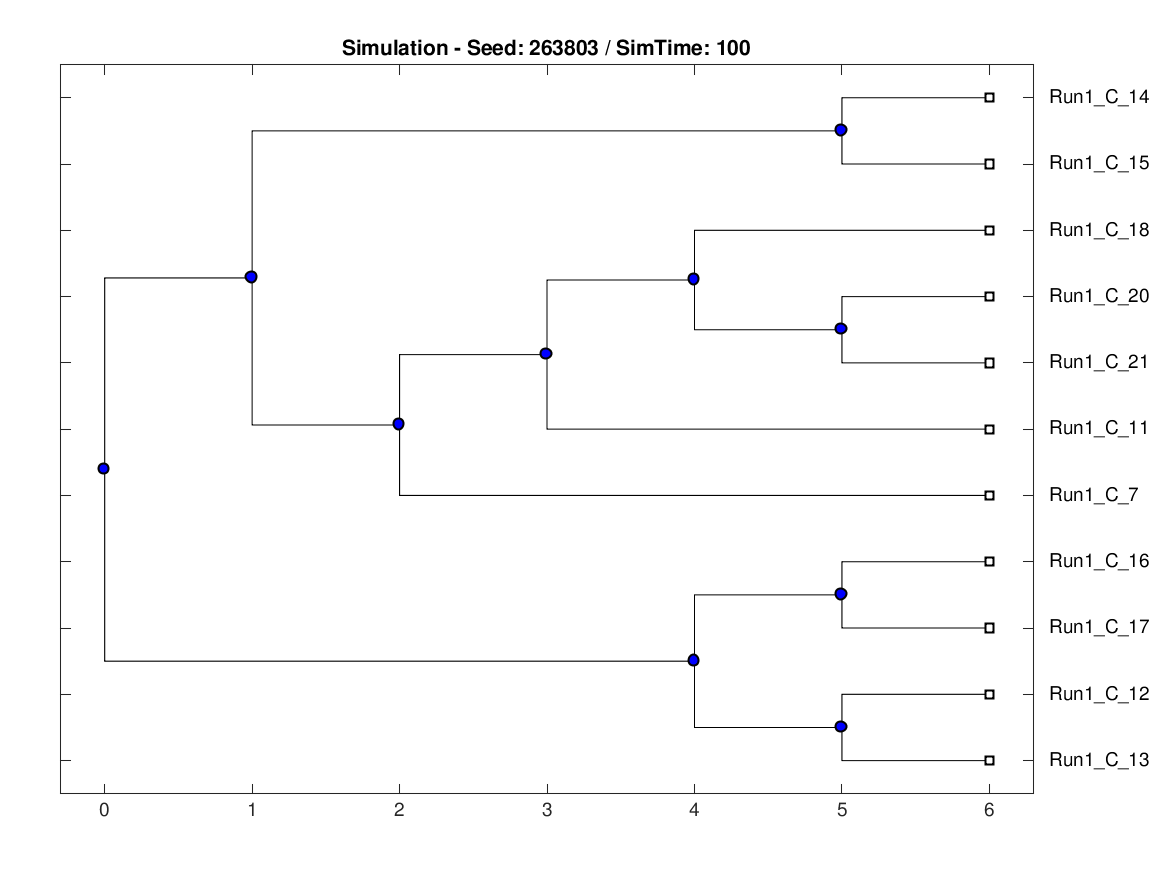 Simulation - Seed: 263803 / SimTime: 100
Run1_C_14
Run1_C_15
Run1_C_18
Run1_C_20
Run1_C_21
Run1_C_11
Run1_C_7
Run1_C_16
Run1_C_17
Run1_C_12
Run1_C_13
0 1 2 3 4 5 6